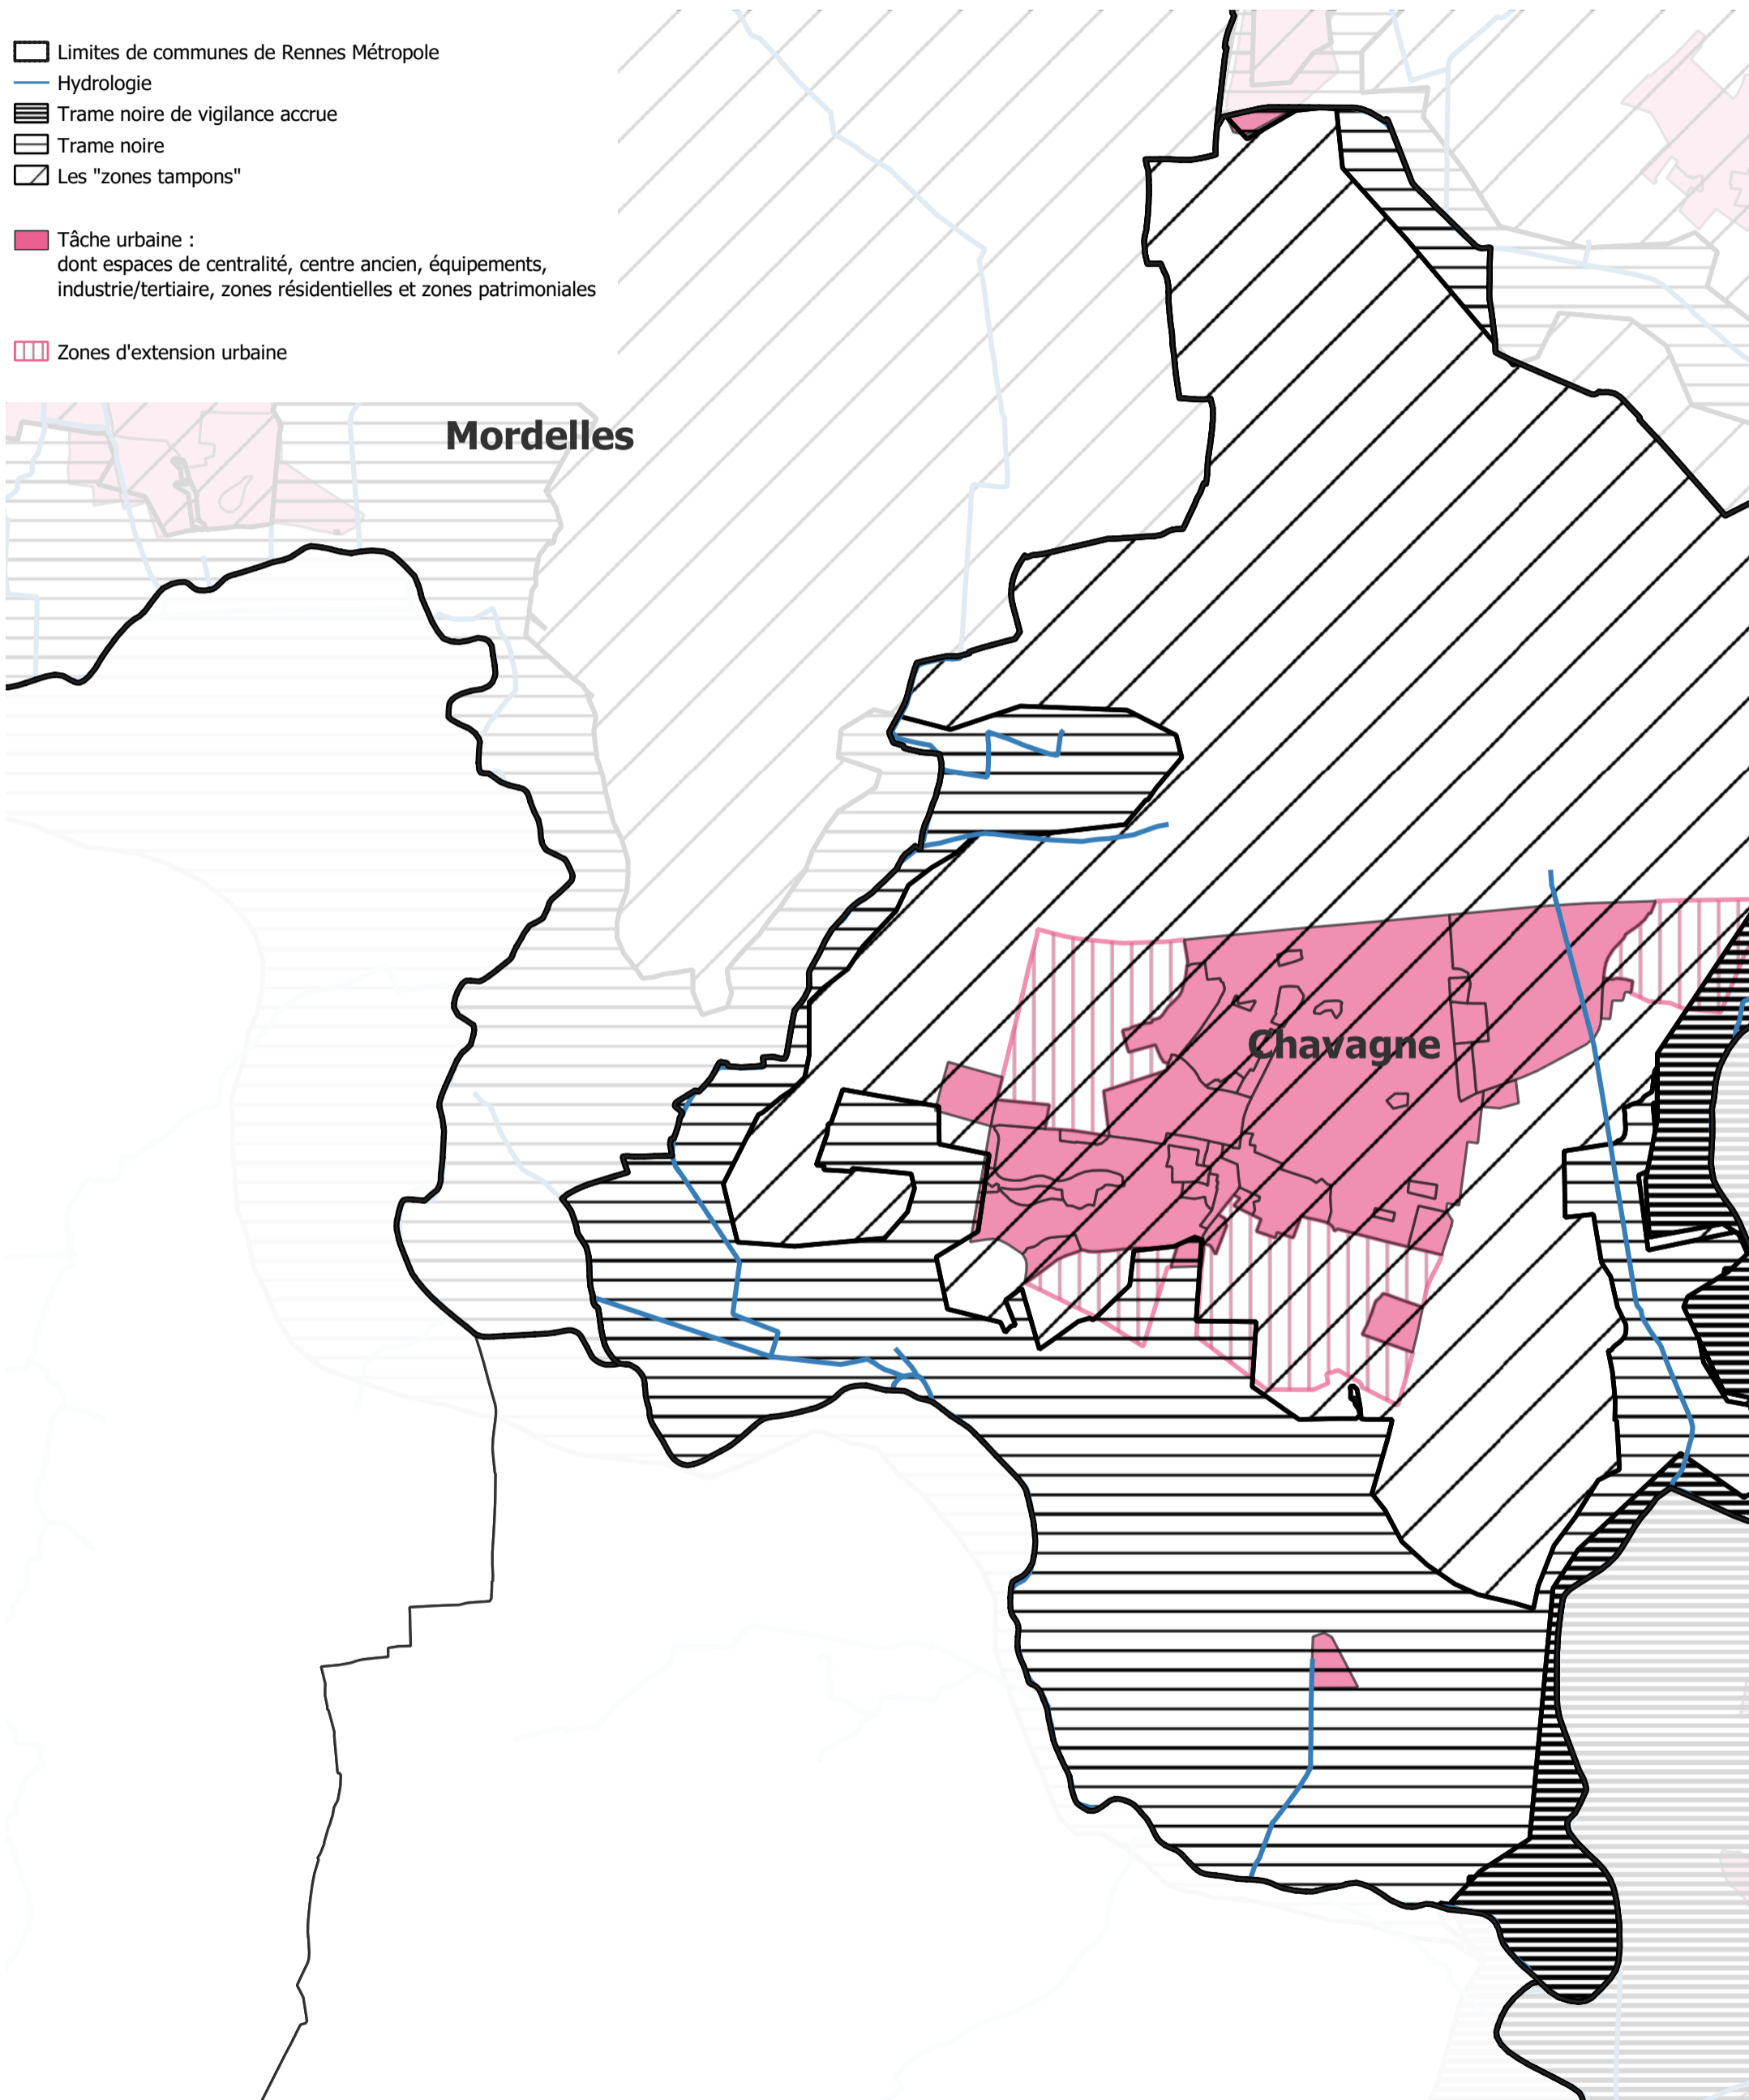 Limites de communes de Rennes Métropole
Hydrologie
Trame noire de vigilance accrue
Trame noire
Les "zones tampons"
Tâche urbaine :
dont espaces de centralité, centre ancien, équipements,
industrie/tertiaire, zones résidentielles et zones patrimoniales
Zones d'extension urbaine
Mordelles
Chavagne